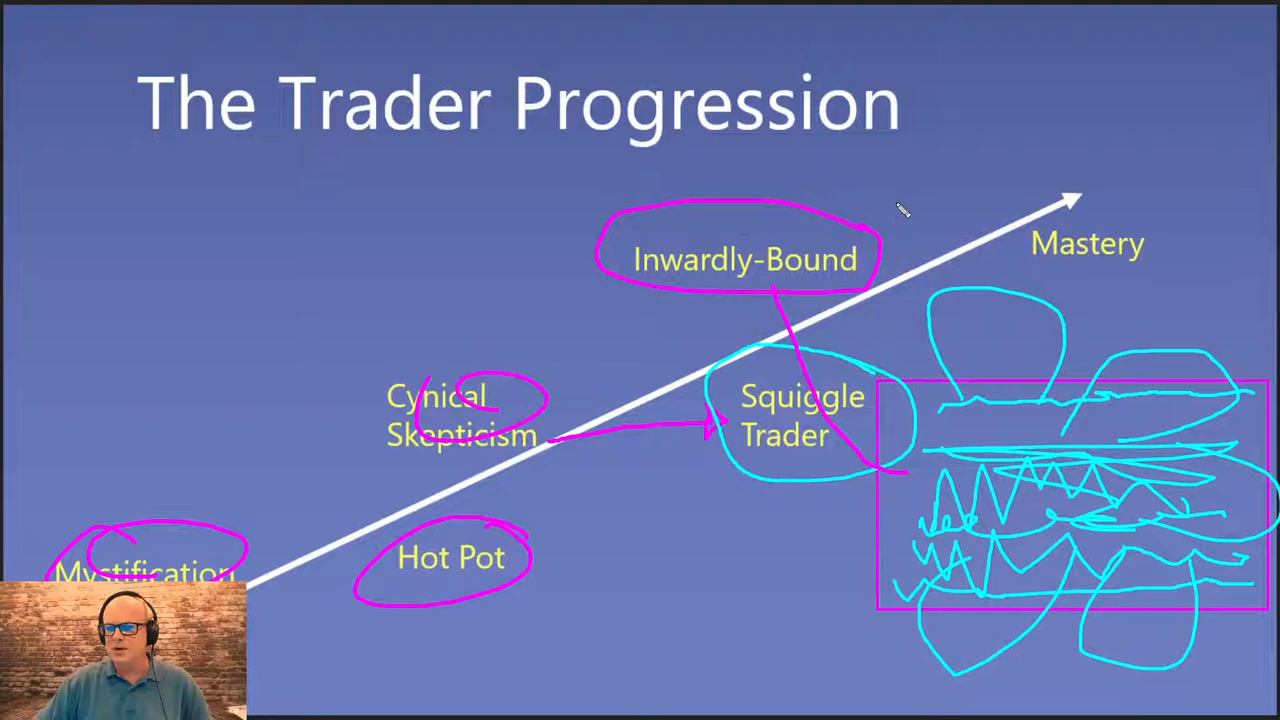 The Trader Progression
Inwardly-Bound
Mastery
Cynical
Skepticism
Squiggle
Trader
Hot Pot
Mystification